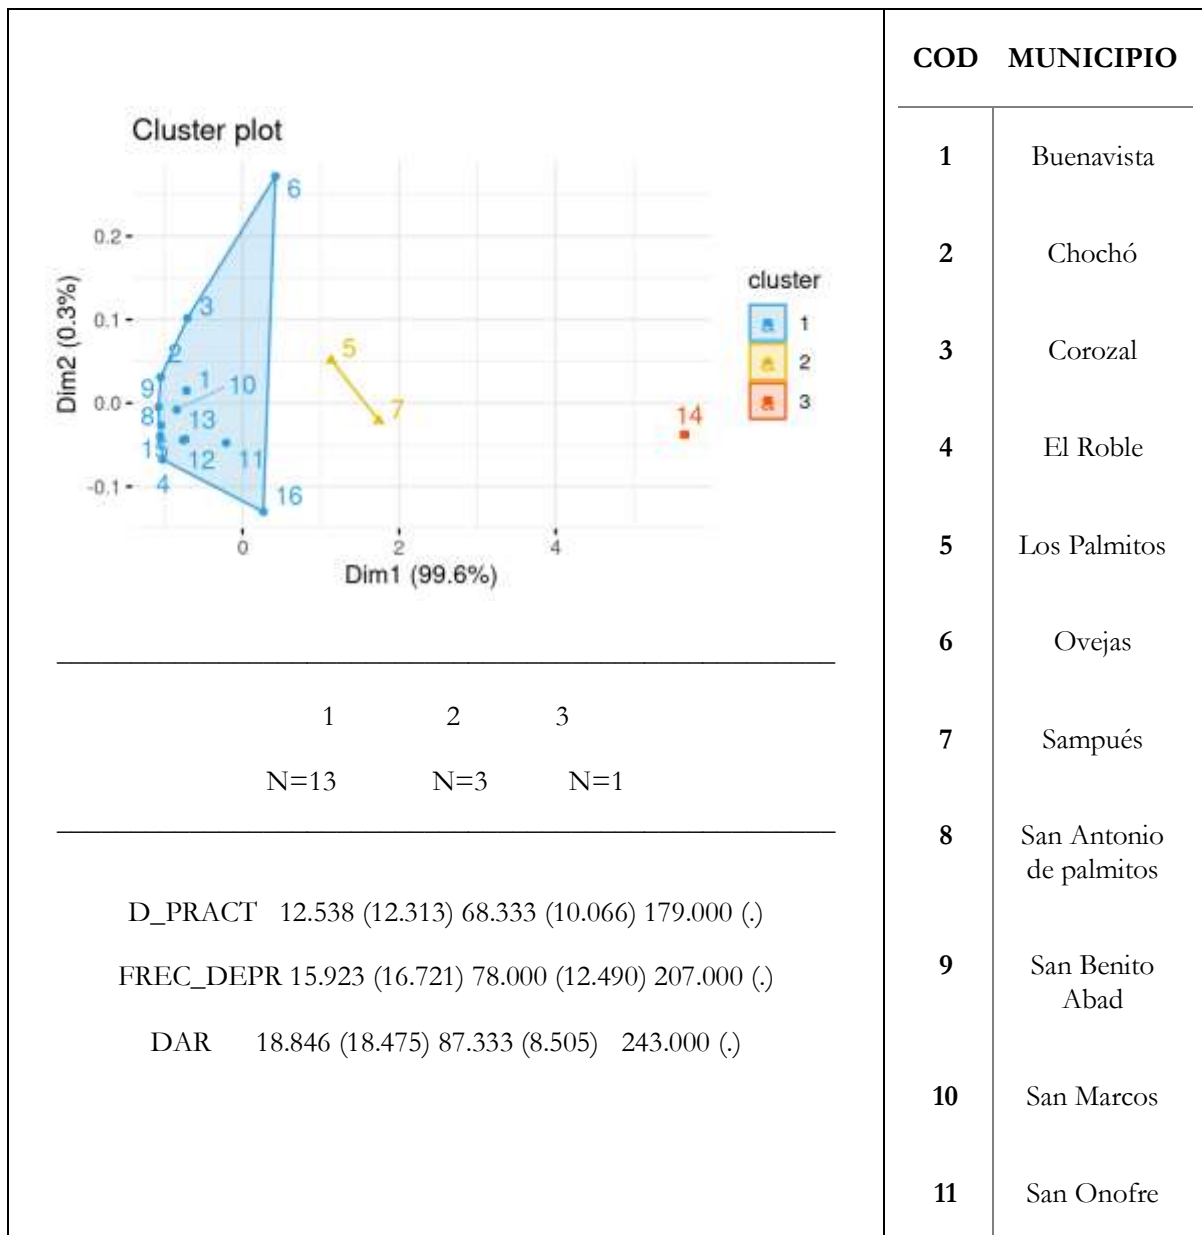 Cluster plot
6
0.2
3
0.1
cluster
1
2
3
5
2
9
1
10
0.0
7
14
8
13
15
12
11
4
16
-0.1
Dim2 (0.3%)
0
2
4
Dim1 (99.6%)
1 2 3
N=13 N=3 N=1
D_PRACT 12.538 (12.313) 68.333 (10.066) 179.000 (.)
FREC_DEPR 15.923 (16.721) 78.000 (12.490) 207.000 (.)
DAR 18.846 (18.475) 87.333 (8.505) 243.000 (.)
COD MUNICIPIO
1 Buenavista
2 Chochó
3 Corozal
4 El Roble
5 Los Palmitos
6 Ovejas
7 Sampués
8 San Antonio
de palmitos
9 San Benito
Abad
10 San Marcos
11 San Onofre